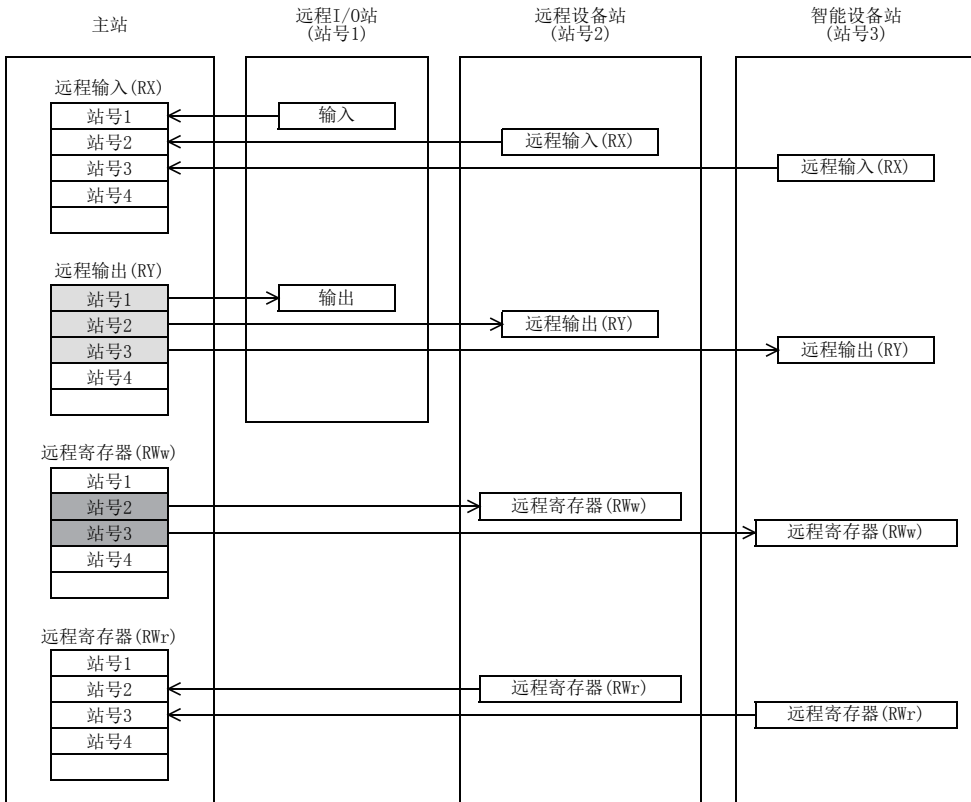 主站
远程I/O站
(站号1)
远程设备站
(站号2)
智能设备站
(站号3)
远程输入(RX)
站号1
输入
站号2
远程输入(RX)
站号3
远程输入(RX)
站号4
远程输出(RY)
站号1
输出
站号2
远程输出(RY)
站号3
远程输出(RY)
站号4
远程寄存器(RWw)
站号1
站号2
远程寄存器(RWw)
站号3
远程寄存器(RWw)
站号4
远程寄存器(RWr)
站号1
站号2
远程寄存器(RWr)
站号3
远程寄存器(RWr)
站号4